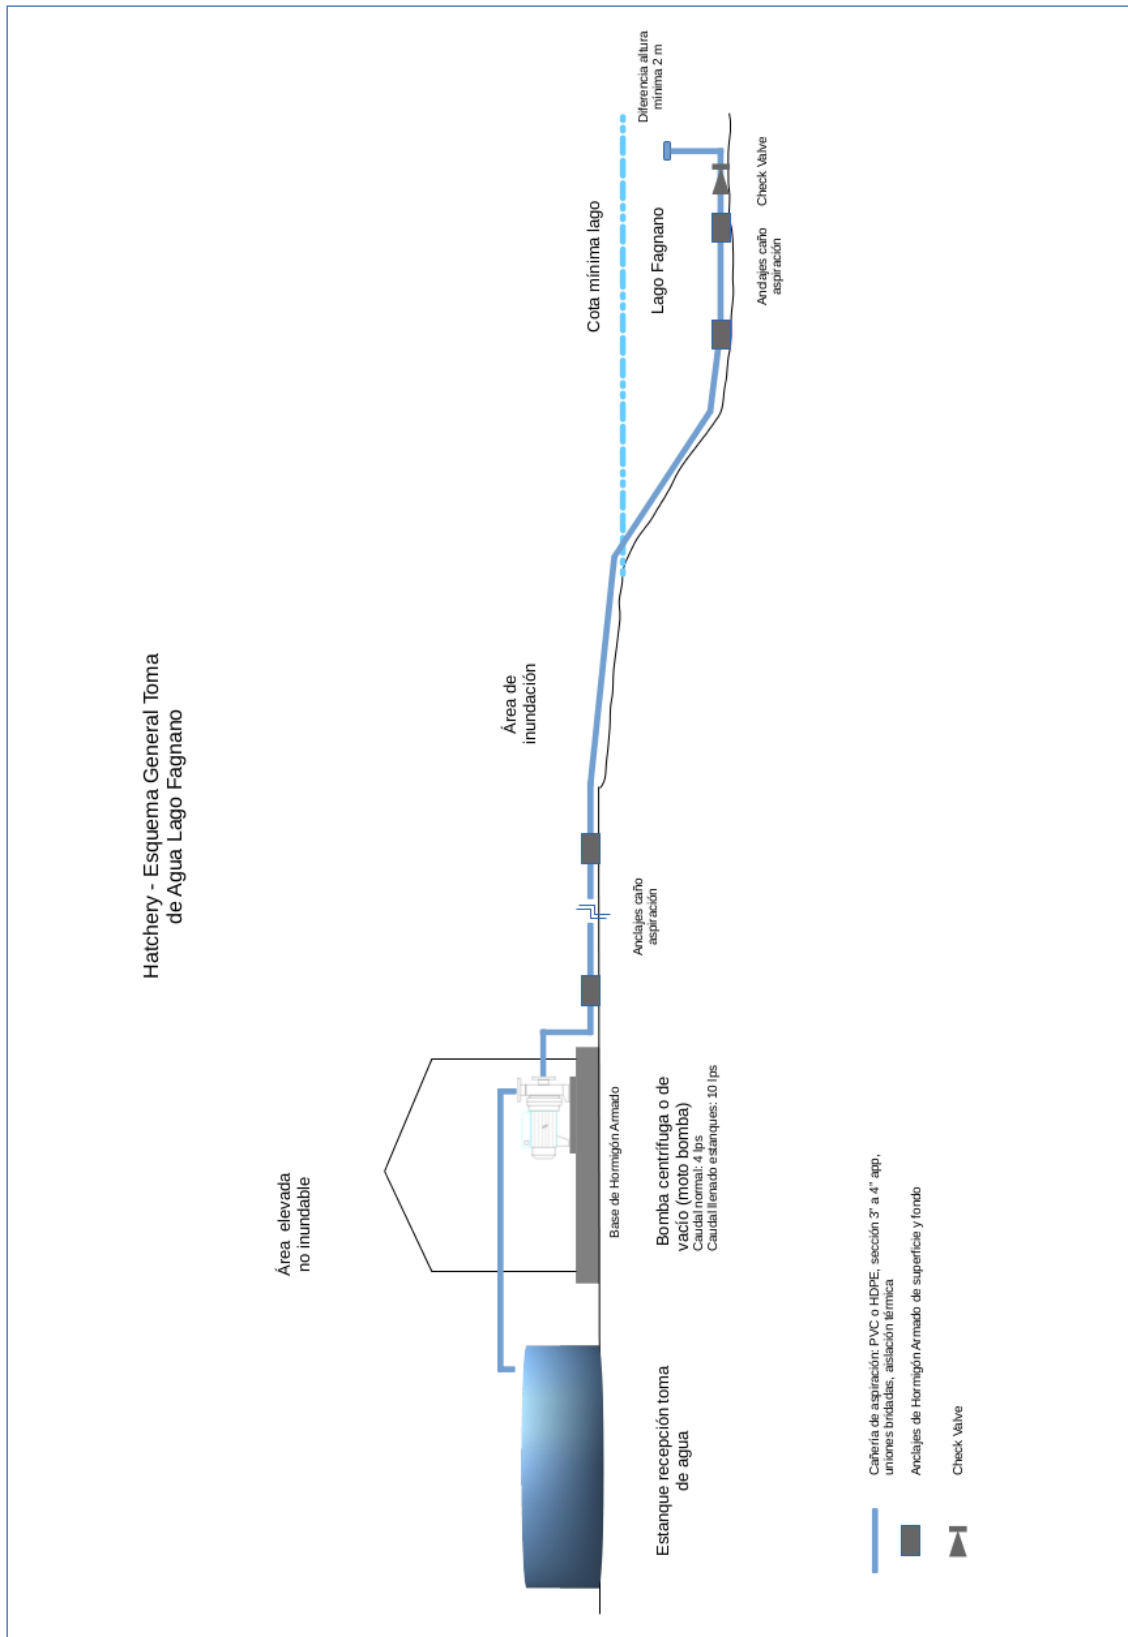 Hatchery - Esquema General Toma
de Agua Lago Fagnano
Área elevada
no inundable
Área de
inundación
Cota mínima lago
Diferencia altura
mínima 2 m
Lago Fagnano
Check Valve
Andajes caño
aspiración
Anclajes caño
aspiración
Base de Hormigón Armado
Bomba centrífuga o de
vacío (moto bomba)
Caudal normal: 4 lps
Caudal llenado estanques: 10 lps
Estanque recepción toma
de agua
Cañería de aspiración: PVC o HDPE, sección 3" a 4" app,
uniones bridadas, aislación térmica
Anclajes de Hormigón Armado de superficie y fondo
Check Valve